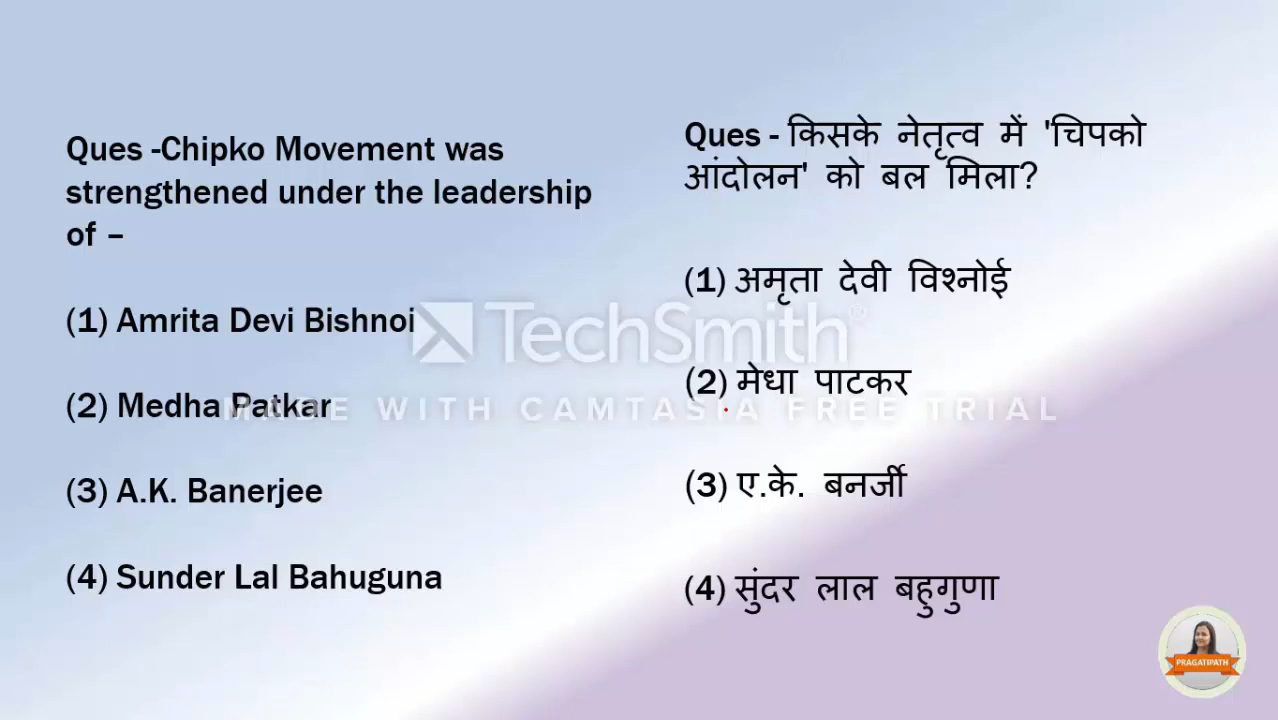 Ques -Chipko Movement was
strengthened under the leadership
of –
(1) Amrita Devi Bishnoi
(2) Medha Patkar
(3) A.K. Banerjee
(4) Sunder Lal Bahuguna
Ques - किसके नेतृत्व में 'चिपको
आंदोलन' को बल मिला?
(1) अमृता देवी विश्नोई
(2) मेधा पाटकर
(3) ए.के. बनर्जी
(4) सुंदर लाल बहुगुणा
TechSmith®
MADE WITH CAMTASIA FREE TRIAL
PRAGATIPATH